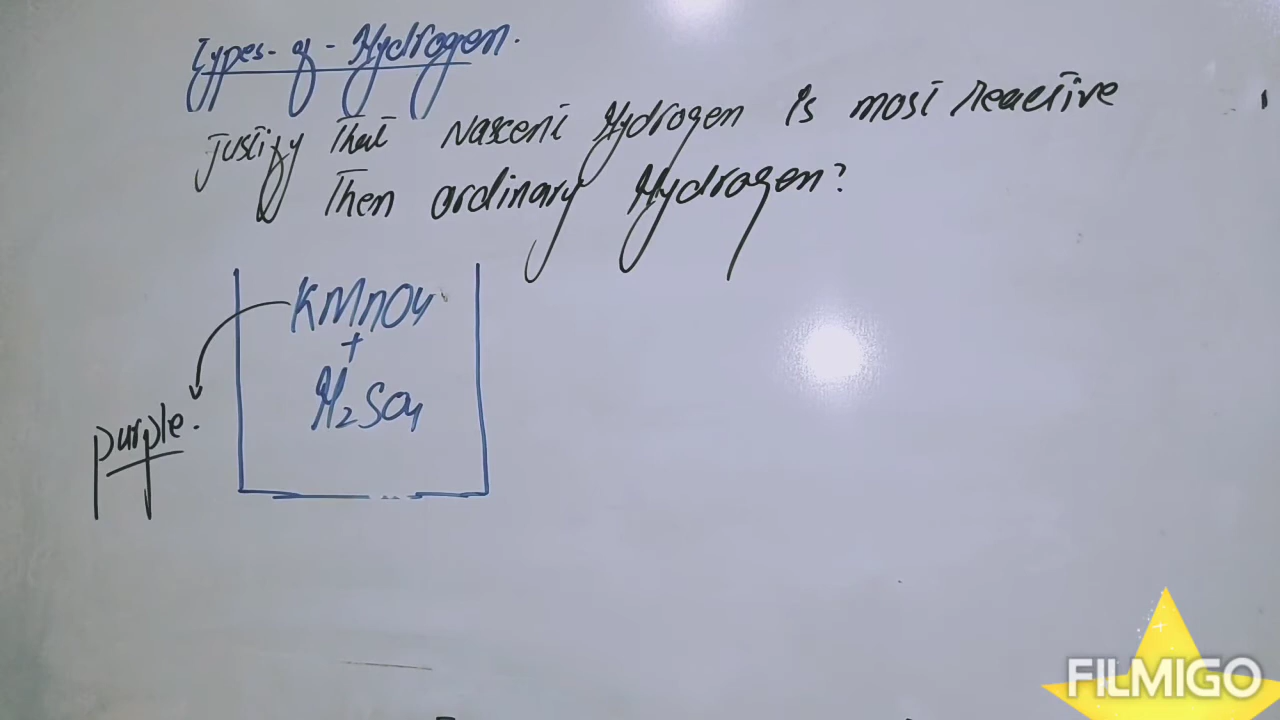 Types-of-Hydrogen.
Justify that Nascent Hydrogen is most reactive
Then ordinary Hydrogen?
KMnO4
+
H2SO4
purple.
FILMIGO